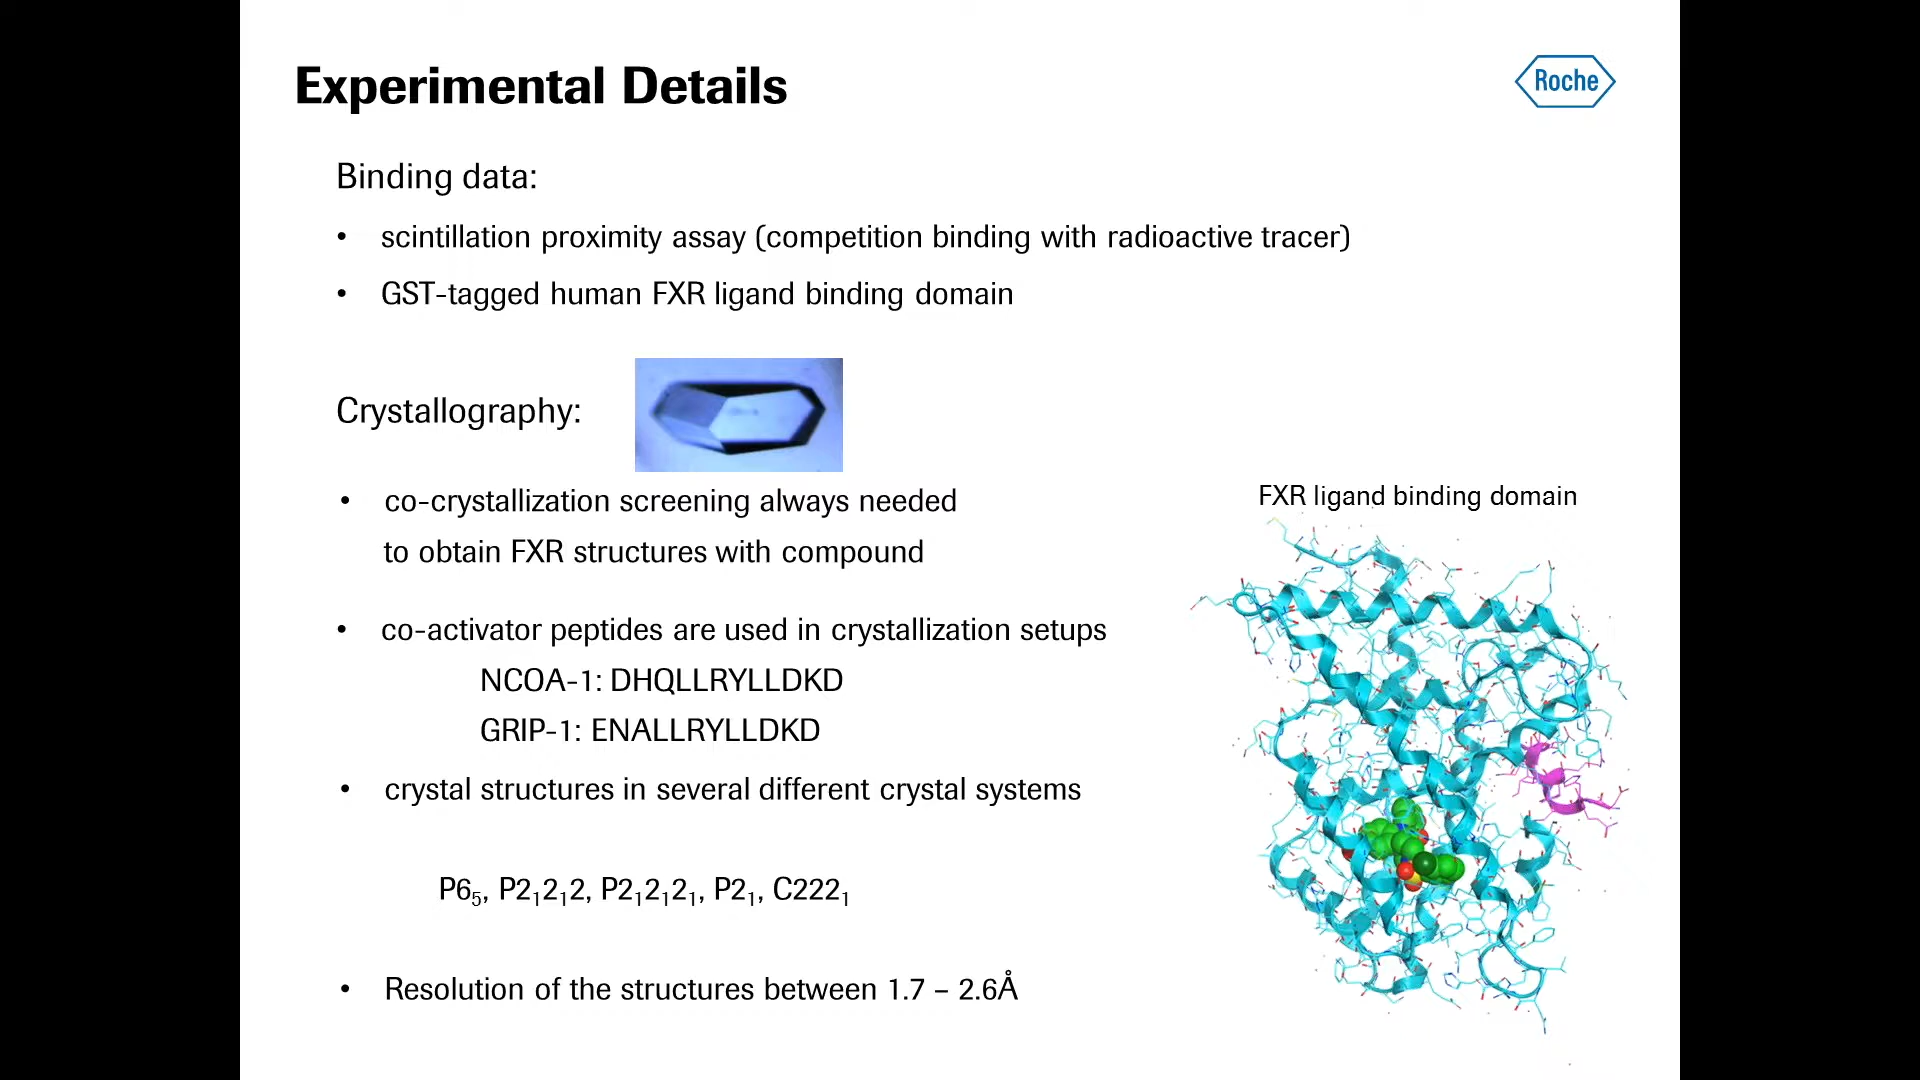 Experimental Details
Roche
Binding data:
• scintillation proximity assay (competition binding with radioactive tracer)
• GST-tagged human FXR ligand binding domain
Crystallography:
• co-crystallization screening always needed
to obtain FXR structures with compound
FXR ligand binding domain
• co-activator peptides are used in crystallization setups
NCOA-1: DHQLLRYLLDKD
GRIP-1: ENALLRYLLDKD
• crystal structures in several different crystal systems
P6₅, P2₁2₁2, P2₁2₁2₁, P2₁, C222₁
• Resolution of the structures between 1.7 – 2.6Å